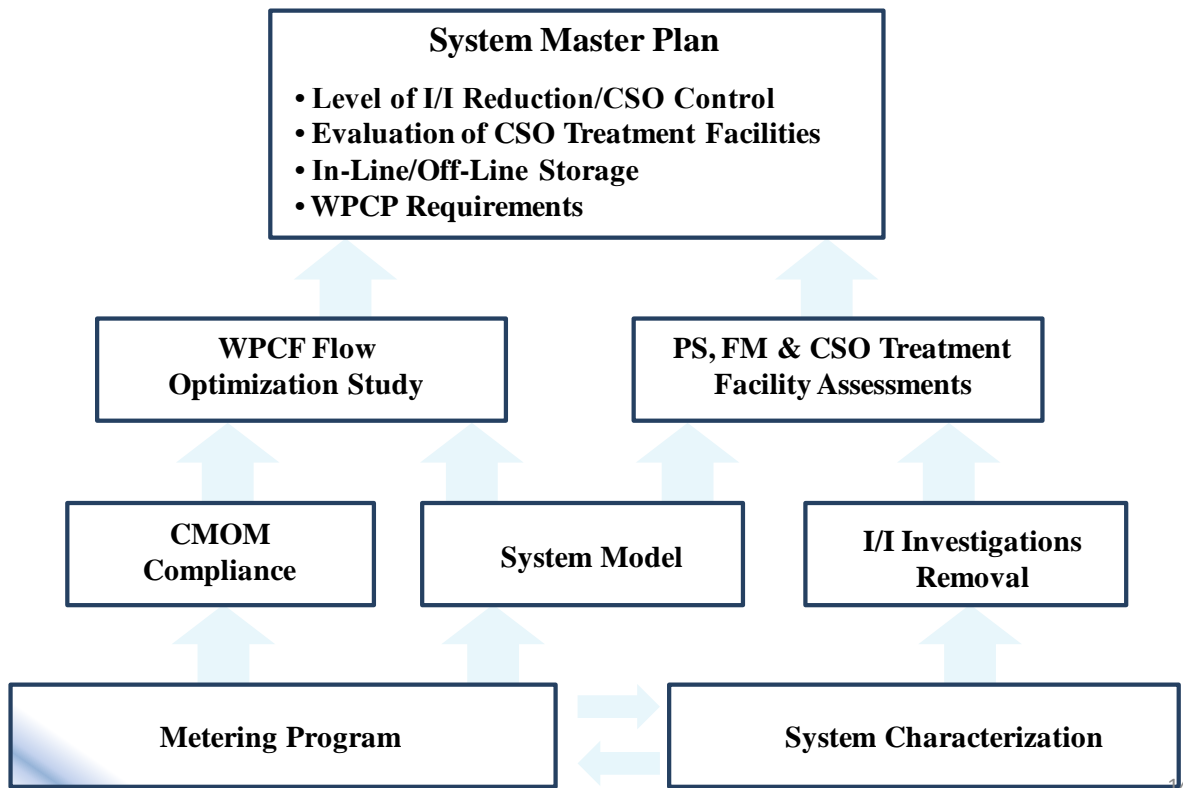 System Master Plan
• Level of I/I Reduction/CSO Control
• Evaluation of CSO Treatment Facilities
• In-Line/Off-Line Storage
• WPCP Requirements
WPCF Flow
Optimization Study
PS, FM & CSO Treatment
Facility Assessments
CMOM
Compliance
System Model
I/I Investigations
Removal
Metering Program
System Characterization